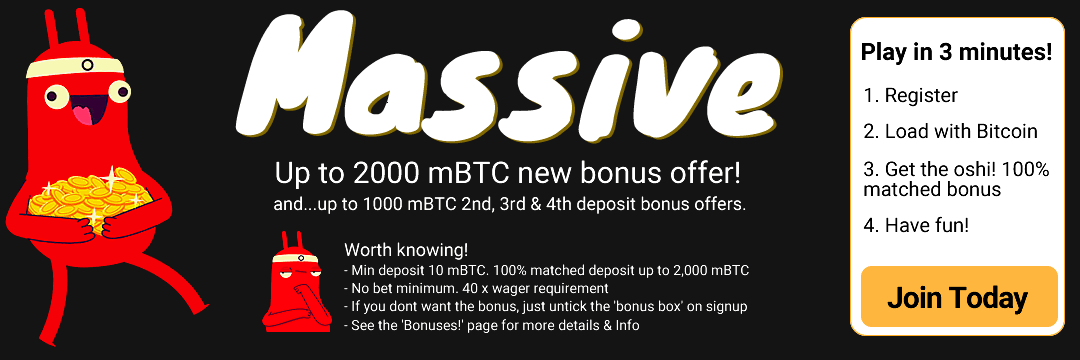 Massive
Up to 2000 mBTC new bonus offer!
and...up to 1000 mBTC 2nd, 3rd & 4th deposit bonus offers.
Worth knowing!
- Min deposit 10 mBTC. 100% matched deposit up to 2,000 mBTC
- No bet minimum. 40 x wager requirement
- If you dont want the bonus, just untick the 'bonus box' on signup
- See the 'Bonuses!' page for more details & Info
Play in 3 minutes!
1. Register
2. Load with Bitcoin
3. Get the oshi! 100%
matched bonus
4. Have fun!
Join Today